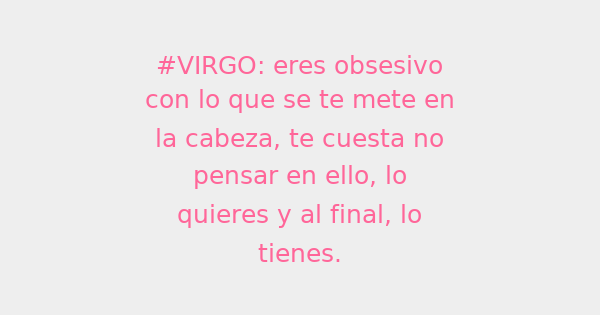 #VIRGO: eres obsesivo
con lo que se te mete en
la cabeza, te cuesta no
pensar en ello, lo
quieres y al final, lo
tienes.